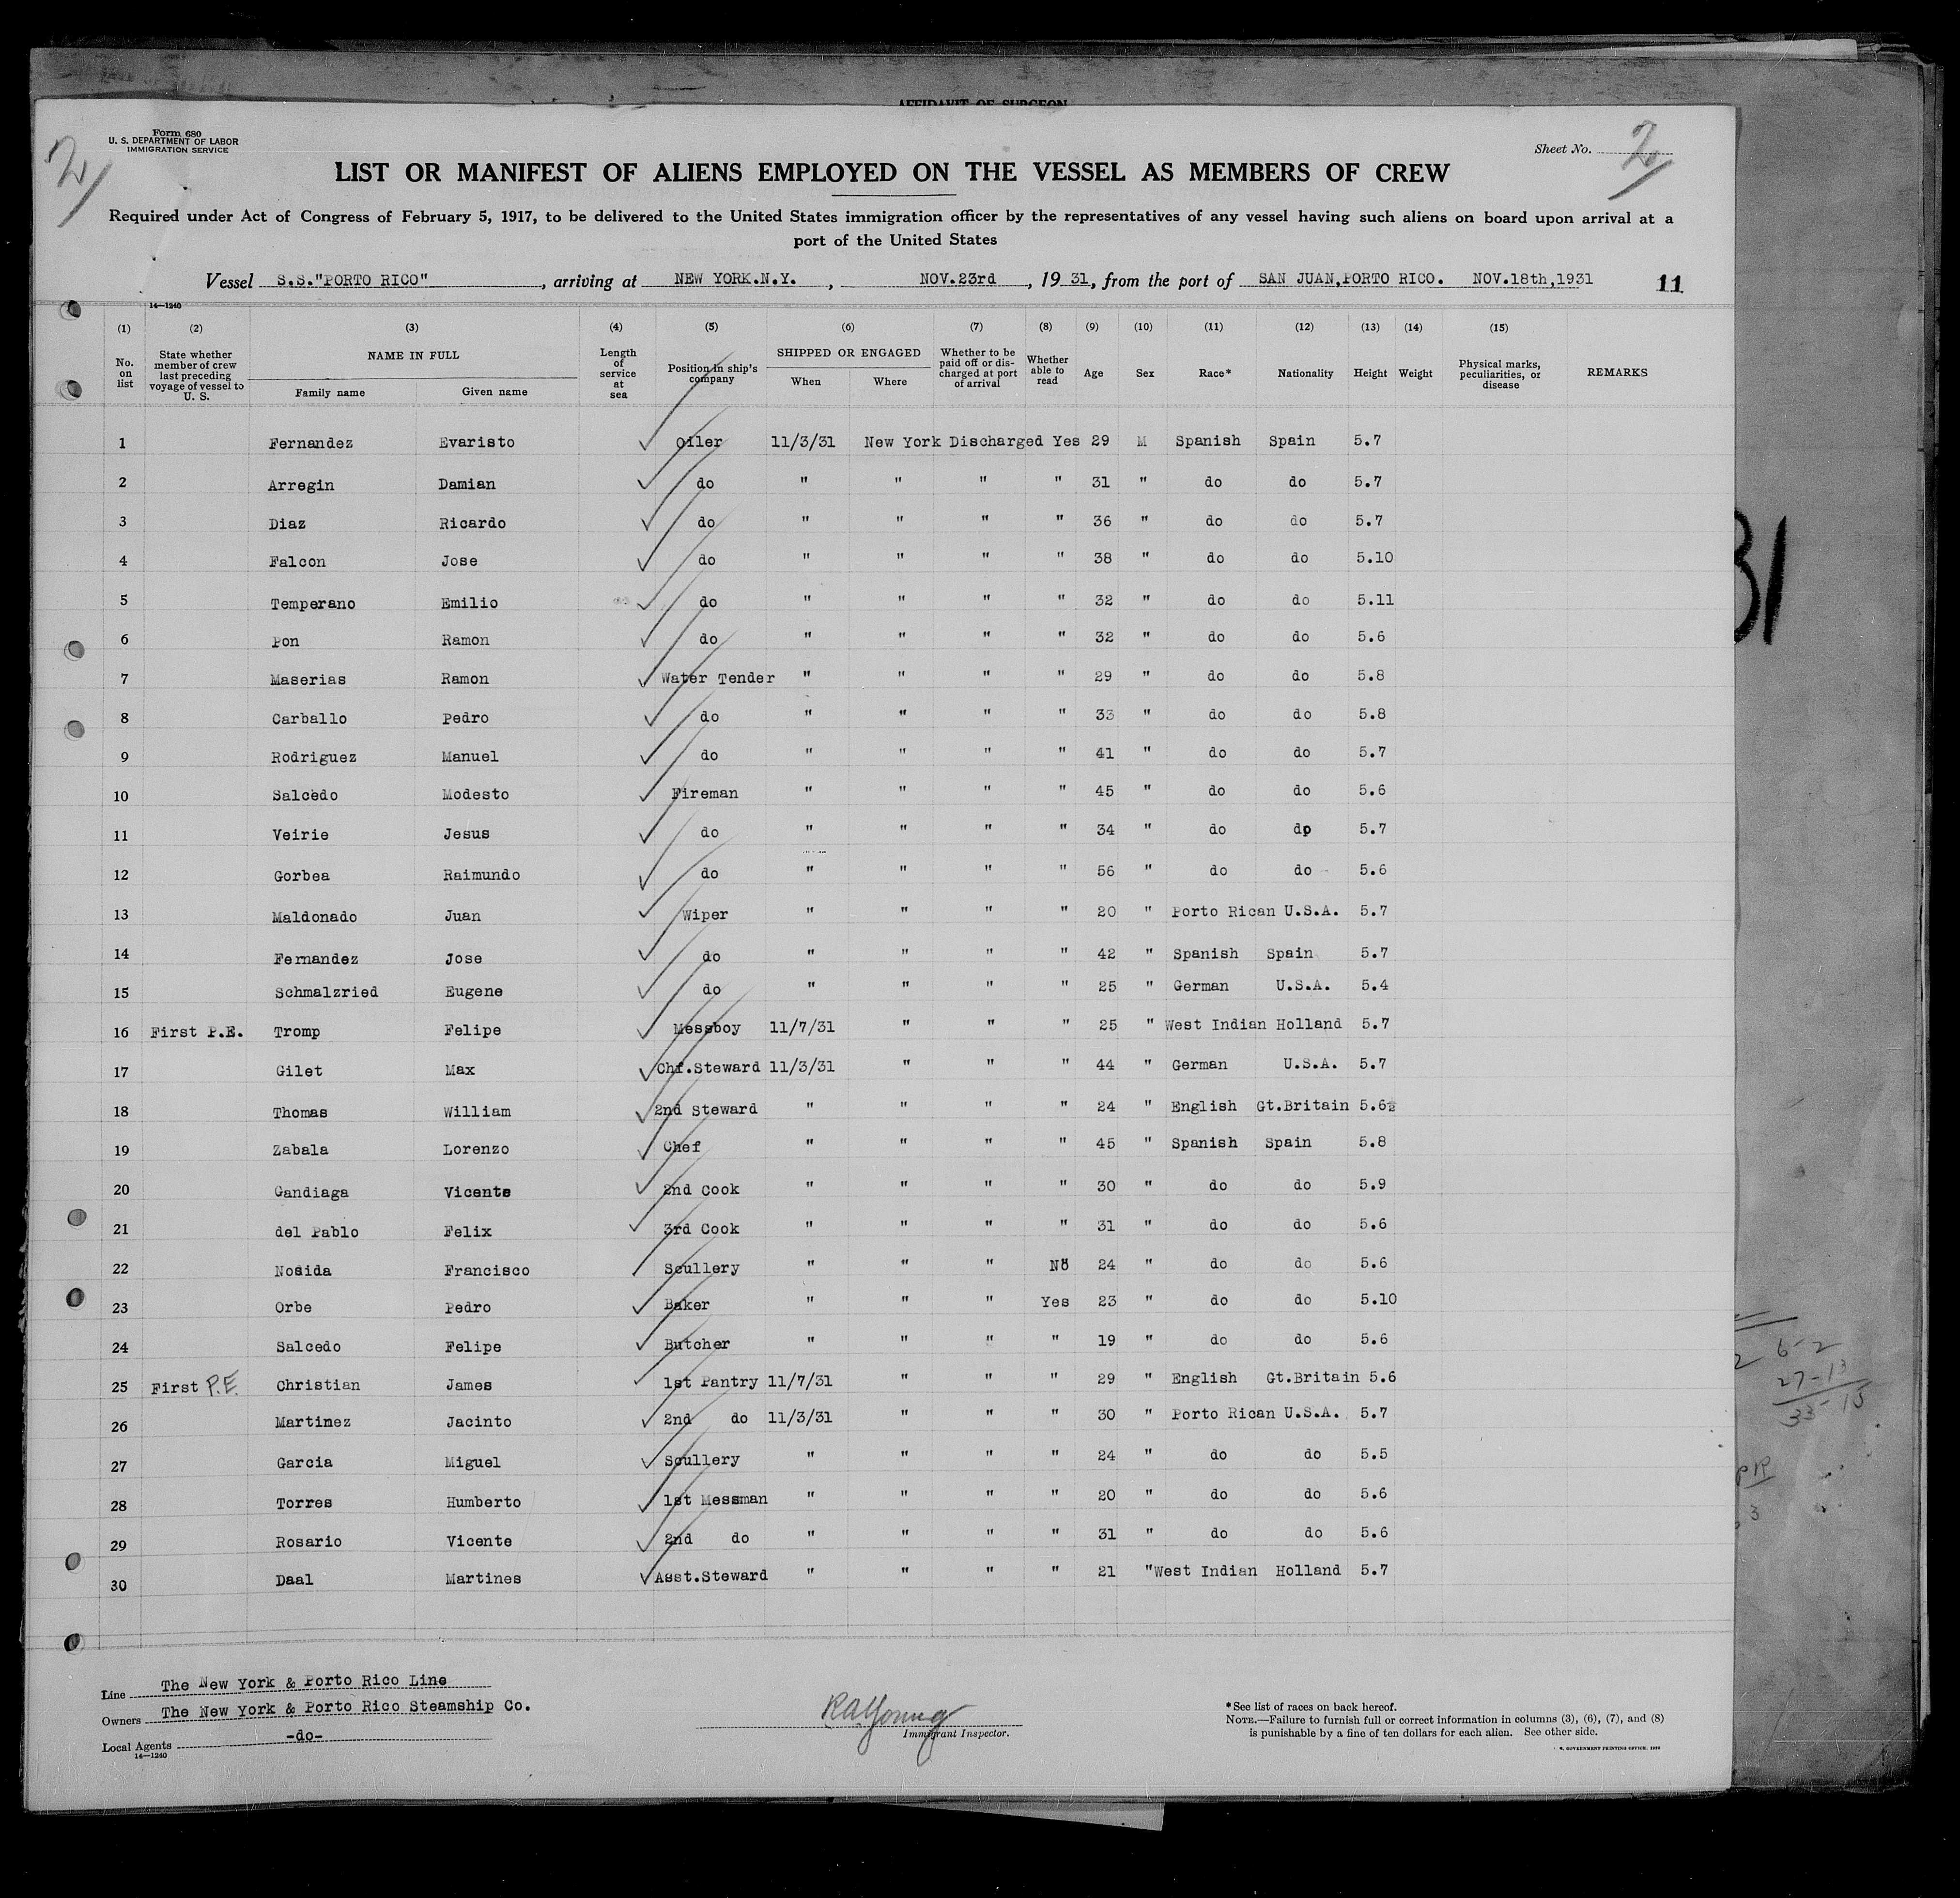 AFFIDAVIT OF SURGEON
Form 680
U. S. DEPARTMENT OF LABOR
IMMIGRATION SERVICE
2
Sheet No. 2
LIST OR MANIFEST OF ALIENS EMPLOYED ON THE VESSEL AS MEMBERS OF CREW
Required under Act of Congress of February 5, 1917, to be delivered to the United States immigration officer by the representatives of any vessel having such aliens on board upon arrival at a
port of the United States
Vessel S.S."PORTO RICO", arriving at NEW YORK.N.Y., NOV.23rd, 1931, from the port of SAN JUAN,PORTO RICO. NOV.18th,1931 11
14—1240
(1) (2) (3) (4) (5) (6) (7) (8) (9) (10) (11) (12) (13) (14) (15)
No. on list State whether member of crew last preceding voyage of vessel to U. S. NAME IN FULL Family name Given name Length of service at sea Position in ship's company SHIPPED OR ENGAGED When Where Whether to be paid off or discharged at port of arrival Whether able to read Age Sex Race* Nationality Height Weight Physical marks, peculiarities, or disease REMARKS
1 Fernandez Evaristo Oiler 11/3/31 New York Discharged Yes 29 M Spanish Spain 5.7
2 Arregin Damian do " " " " 31 " do do 5.7
3 Diaz Ricardo do " " " " 36 " do do 5.7
4 Falcon Jose do " " " " 38 " do do 5.10
5 Temperano Emilio do " " " " 32 " do do 5.11
6 Pon Ramon do " " " " 32 " do do 5.6
7 Maserias Ramon Water Tender " " " " 29 " do do 5.8
8 Carballo Pedro do " " " " 33 " do do 5.8
9 Rodriguez Manuel do " " " " 41 " do do 5.7
10 Salcedo Modesto Fireman " " " " 45 " do do 5.6
11 Veirie Jesus do " " " " 34 " do do 5.7
12 Gorbea Raimundo do " " " " 56 " do do 5.6
13 Maldonado Juan Wiper " " " " 20 " Porto Rican U.S.A. 5.7
14 Fernandez Jose do " " " " 42 " Spanish Spain 5.7
15 Schmalzried Eugene do " " " " 25 " German U.S.A. 5.4
16 First P.E. Tromp Felipe Messboy 11/7/31 " " " 25 " West Indian Holland 5.7
17 Gilet Max Chf.Steward 11/3/31 " " " 44 " German U.S.A. 5.7
18 Thomas William 2nd Steward " " " " 24 " English Gt.Britain 5.6½
19 Zabala Lorenzo Chef " " " " 45 " Spanish Spain 5.8
20 Gandiaga Vicente 2nd Cook " " " " 30 " do do 5.9
21 del Pablo Felix 3rd Cook " " " " 31 " do do 5.6
22 Nosida Francisco Scullery " " " No 24 " do do 5.6
23 Orbe Pedro Baker " " " Yes 23 " do do 5.10
24 Salcedo Felipe Butcher " " " " 19 " do do 5.6
25 First P.E. Christian James 1st Pantry 11/7/31 " " " 29 " English Gt.Britain 5.6
26 Martinez Jacinto 2nd do 11/3/31 " " " 30 " Porto Rican U.S.A. 5.7
27 Garcia Miguel Scullery " " " " 24 " do do 5.5
28 Torres Humberto 1st Messman " " " " 20 " do do 5.6
29 Rosario Vicente 2nd do " " " " 31 " do do 5.6
30 Daal Martines Asst.Steward " " " " 21 " West Indian Holland 5.7
Line The New York & Porto Rico Line
Owners The New York & Porto Rico Steamship Co.
Local Agents -do-
14—1240
R.A.Young
Immigrant Inspector.
*See list of races on back hereof.
NOTE.—Failure to furnish full or correct information in columns (3), (6), (7), and (8)
is punishable by a fine of ten dollars for each alien. See other side.
31
6-2
27-13
33-15